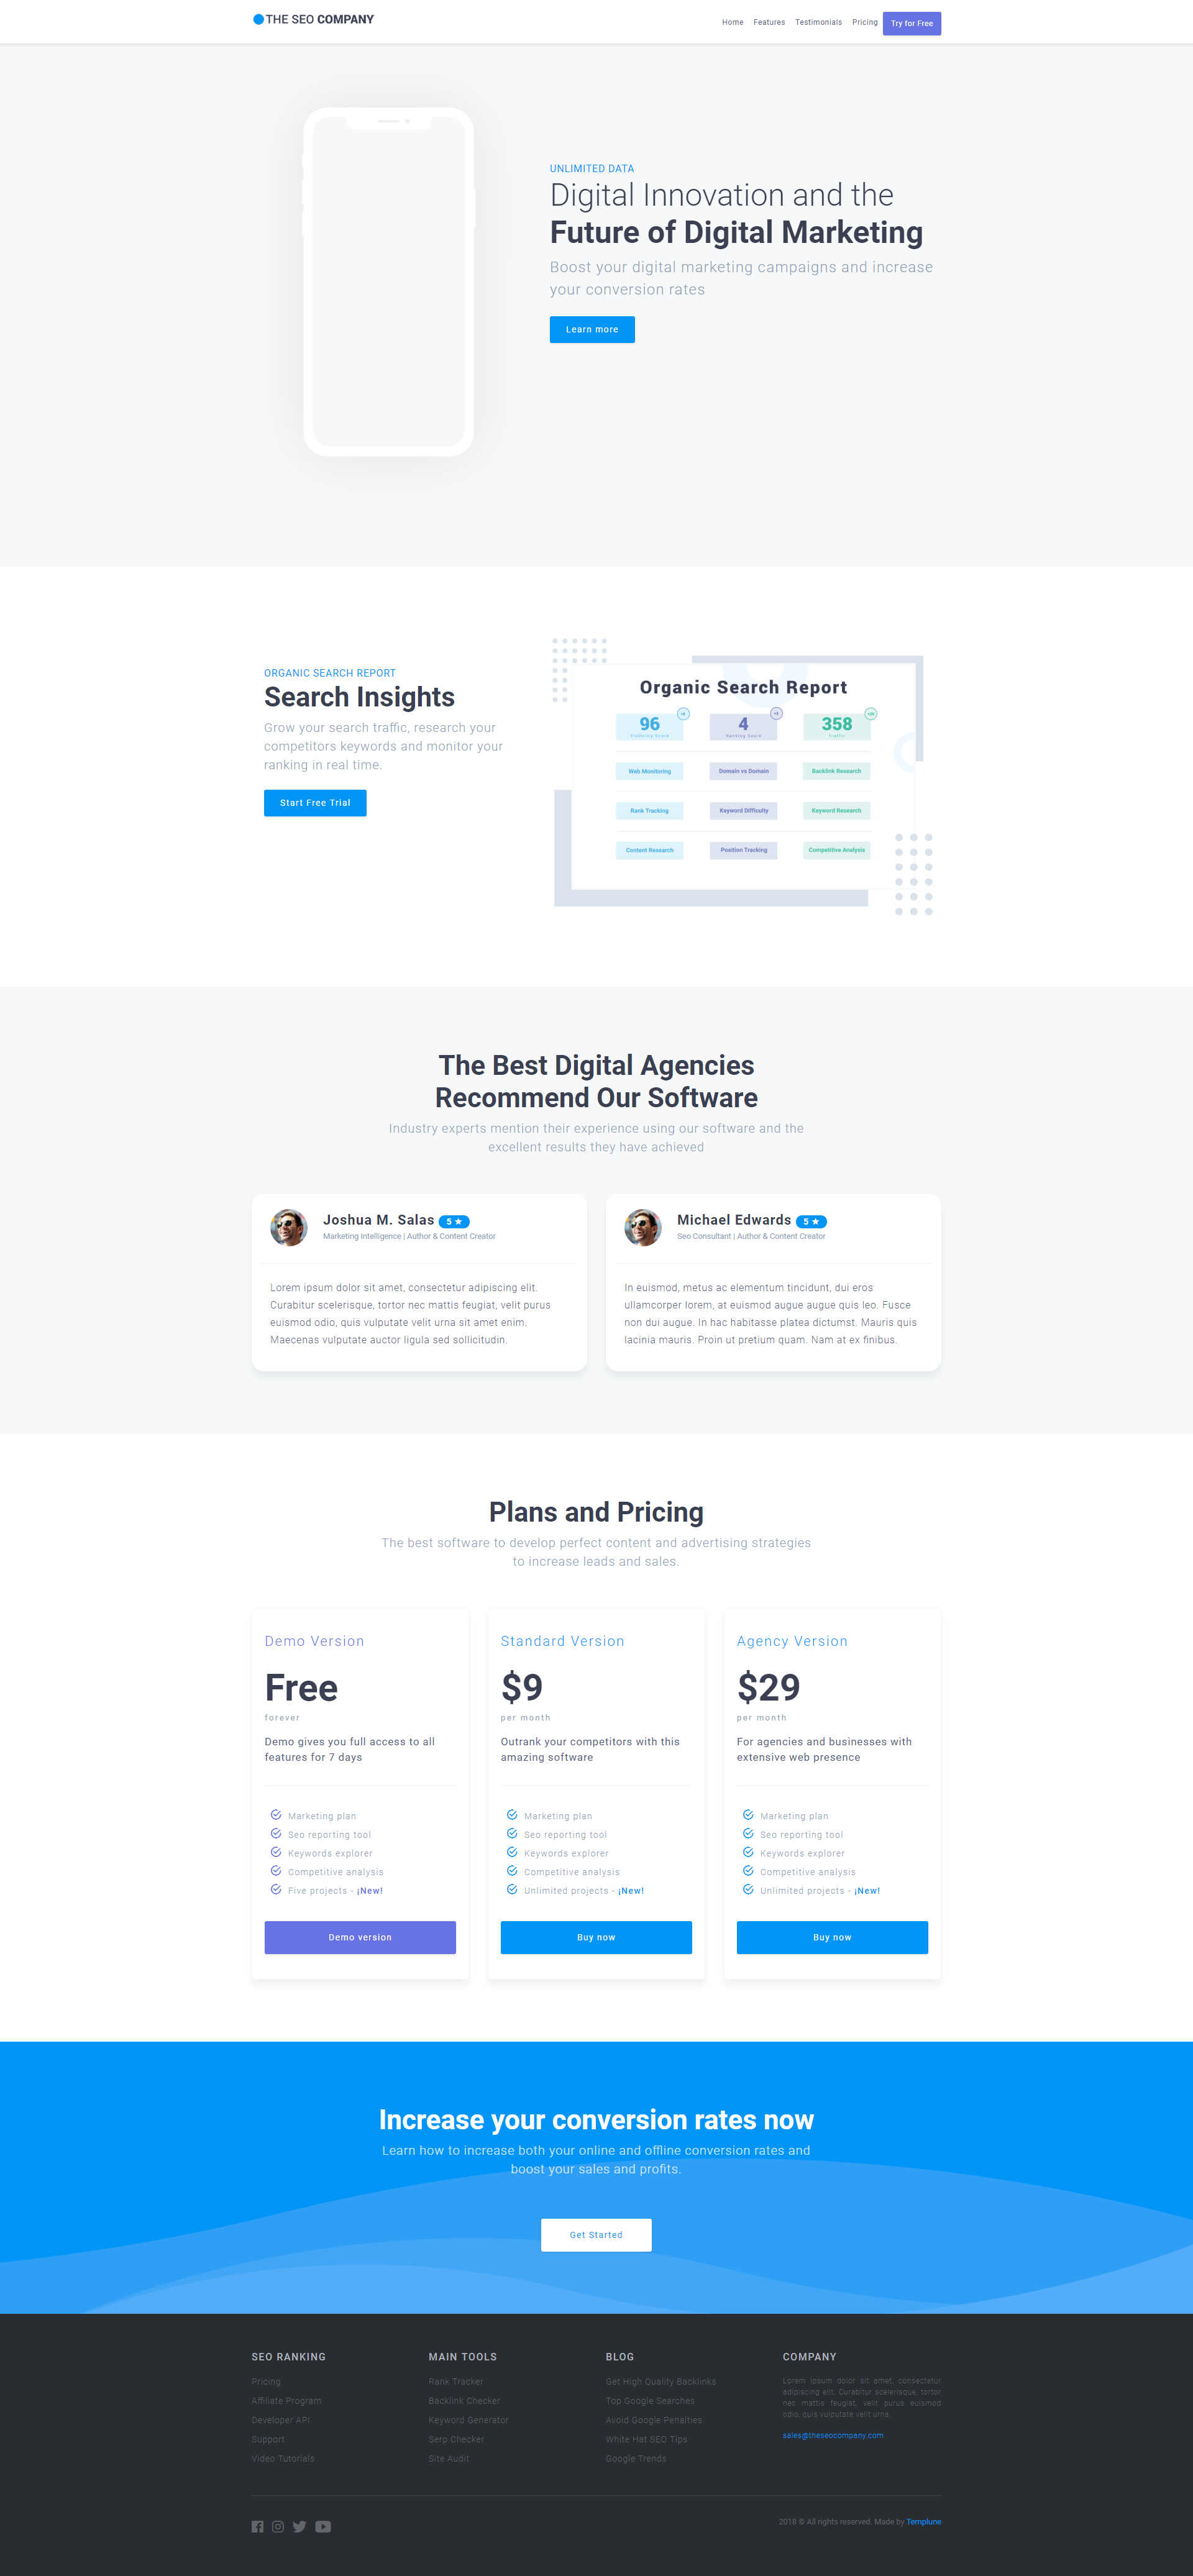 THE SEO COMPANY
Home Features Testimonials Pricing Try for Free
UNLIMITED DATA
Digital Innovation and the
Future of Digital Marketing
Boost your digital marketing campaigns and increase
your conversion rates
Learn more
ORGANIC SEARCH REPORT
Search Insights
Grow your search traffic, research your
competitors keywords and monitor your
ranking in real time.
Start Free Trial
Organic Search Report
96 4 358
Visibility Score Ranking Score Traffic
Web Monitoring Domain vs Domain Backlink Research
Rank Tracking Keyword Difficulty Keyword Research
Content Research Position Tracking Competitive Analysis
The Best Digital Agencies
Recommend Our Software
Industry experts mention their experience using our software and the
excellent results they have achieved
Joshua M. Salas 5 ★
Marketing Intelligence | Author & Content Creator
Lorem ipsum dolor sit amet, consectetur adipiscing elit.
Curabitur scelerisque, tortor nec mattis feugiat, velit purus
euismod odio, quis vulputate velit urna sit amet enim.
Maecenas vulputate auctor ligula sed sollicitudin.
Michael Edwards 5 ★
Seo Consultant | Author & Content Creator
In euismod, metus ac elementum tincidunt, dui eros
ullamcorper lorem, at euismod augue augue quis leo. Fusce
non dui augue. In hac habitasse platea dictumst. Mauris quis
lacinia mauris. Proin ut pretium quam. Nam at ex finibus.
Plans and Pricing
The best software to develop perfect content and advertising strategies
to increase leads and sales.
Demo Version
Free
forever
Demo gives you full access to all
features for 7 days
Marketing plan
Seo reporting tool
Keywords explorer
Competitive analysis
Five projects - ¡New!
Demo version
Standard Version
$9
per month
Outrank your competitors with this
amazing software
Marketing plan
Seo reporting tool
Keywords explorer
Competitive analysis
Unlimited projects - ¡New!
Buy now
Agency Version
$29
per month
For agencies and businesses with
extensive web presence
Marketing plan
Seo reporting tool
Keywords explorer
Competitive analysis
Unlimited projects - ¡New!
Buy now
Increase your conversion rates now
Learn how to increase both your online and offline conversion rates and
boost your sales and profits.
Get Started
SEO RANKING
Pricing
Affiliate Program
Developer API
Support
Video Tutorials
MAIN TOOLS
Rank Tracker
Backlink Checker
Keyword Generator
Serp Checker
Site Audit
BLOG
Get High Quality Backlinks
Top Google Searches
Avoid Google Penalties
White Hat SEO Tips
Google Trends
COMPANY
Lorem ipsum dolor sit amet, consectetur
adipiscing elit. Curabitur scelerisque, tortor
nec mattis feugiat, velit purus euismod
odio, quis vulputate velit urna.
sales@theseocompany.com
2018 © All rights reserved. Made by Templune